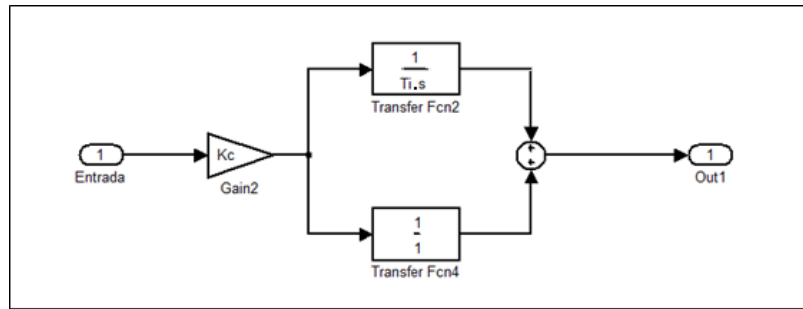 1
Ti.s
Transfer Fcn2
1
Entrada
Kc
Gain2
+
+
1
Out1
1
1
Transfer Fcn4